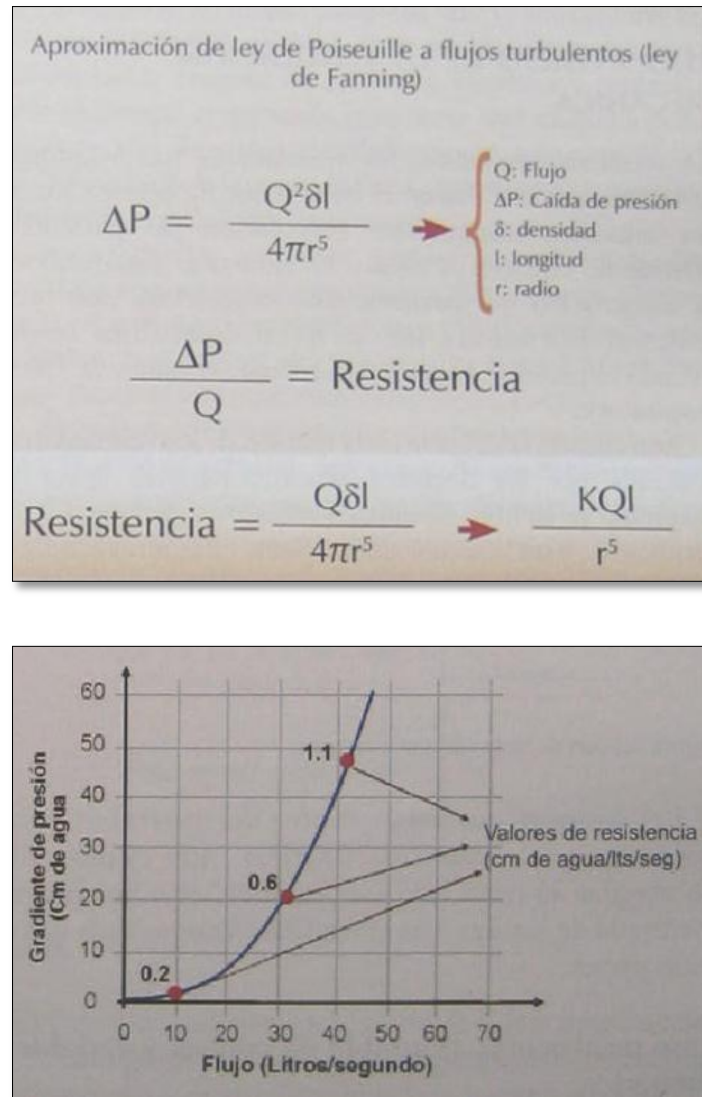 Aproximación de ley de Poiseuille a flujos turbulentos (ley
de Fanning)
ΔP = Q²δl / 4πr⁵
Q: Flujo
ΔP: Caída de presión
δ: densidad
l: longitud
r: radio
ΔP / Q = Resistencia
Resistencia = Qδl / 4πr⁵ → KQl / r⁵
60
50
40
30
20
10
0
Gradiente de presión
(Cm de agua
1.1
0.6
0.2
Valores de resistencia
(cm de agua/lts/seg)
0 10 20 30 40 50 60 70
Flujo (Litros/segundo)